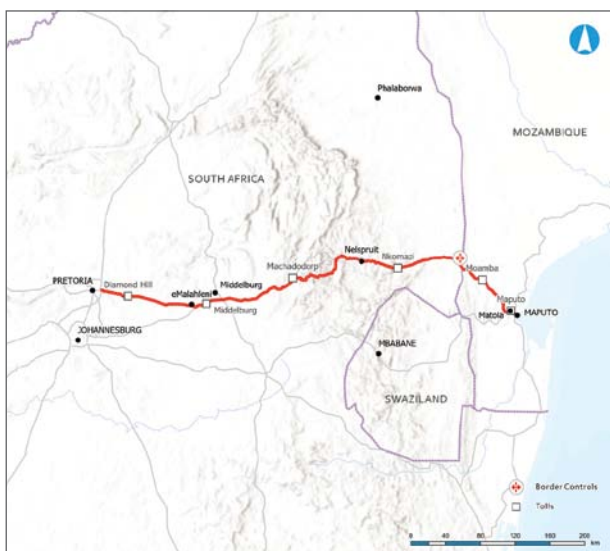 Phalaborwa
MOZAMBIQUE
SOUTH AFRICA
Nelspruit
Nkomazi
Machadodorp
Moamba
PRETORIA
Diamond Hill
Middelburg
eMalahleni
Middelburg
Maputo
Matola
MAPUTO
JOHANNESBURG
MBABANE
SWAZILAND
Border Controls
Tolls
0 40 80 120 160 200
km